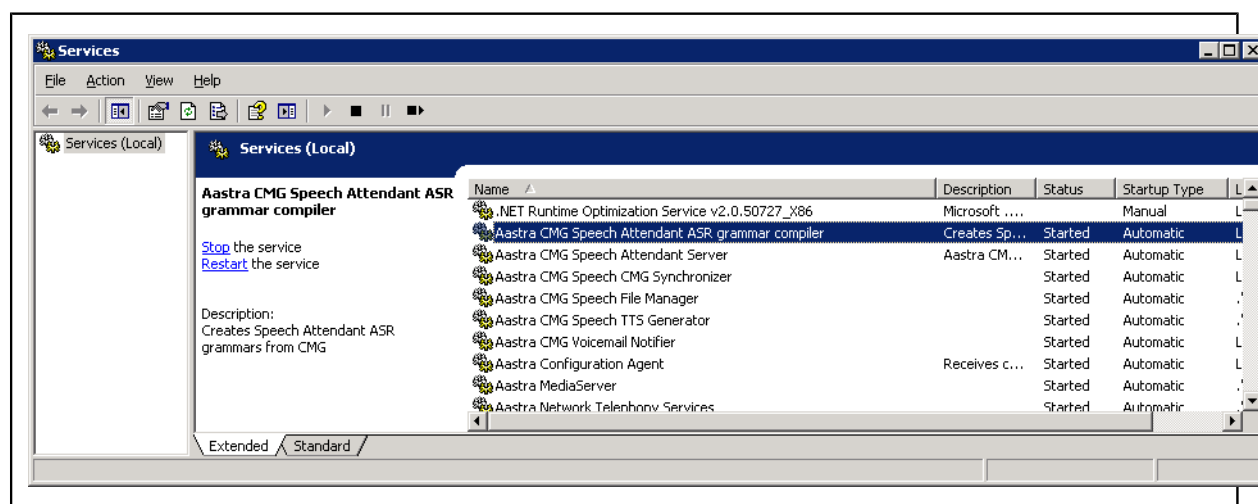 Services
File Action View Help
Services (Local)
Services (Local)
Aastra CMG Speech Attendant ASR
grammar compiler
Stop the service
Restart the service
Description:
Creates Speech Attendant ASR
grammars from CMG
Name Description Status Startup Type L
.NET Runtime Optimization Service v2.0.50727_X86 Microsoft .... Manual L
Aastra CMG Speech Attendant ASR grammar compiler Creates Sp... Started Automatic L
Aastra CMG Speech Attendant Server Aastra CM... Started Automatic L
Aastra CMG Speech CMG Synchronizer Started Automatic L
Aastra CMG Speech File Manager Started Automatic .'
Aastra CMG Speech TTS Generator Started Automatic .'
Aastra CMG Voicemail Notifier Started Automatic L
Aastra Configuration Agent Receives c... Started Automatic L
Aastra MediaServer Started Automatic .'
Aastra Network Telephony Services Started Automatic .'
Extended Standard